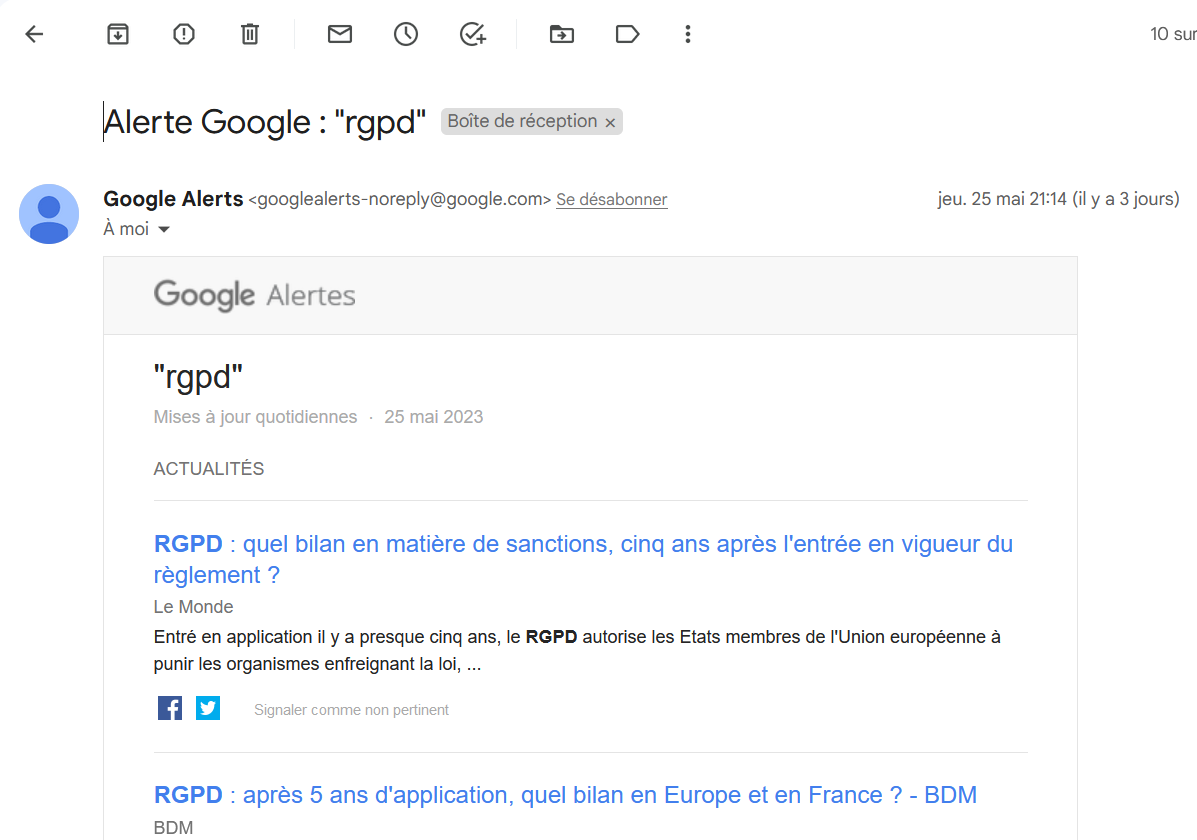 10 sur
Alerte Google : "rgpd" Boîte de réception ×
Google Alerts <googlealerts-noreply@google.com> Se désabonner jeu. 25 mai 21:14 (il y a 3 jours)
À moi
Google Alertes
"rgpd"
Mises à jour quotidiennes · 25 mai 2023
ACTUALITÉS
RGPD : quel bilan en matière de sanctions, cinq ans après l'entrée en vigueur du
règlement ?
Le Monde
Entré en application il y a presque cinq ans, le RGPD autorise les Etats membres de l'Union européenne à
punir les organismes enfreignant la loi, ...
Signaler comme non pertinent
RGPD : après 5 ans d'application, quel bilan en Europe et en France ? - BDM
BDM